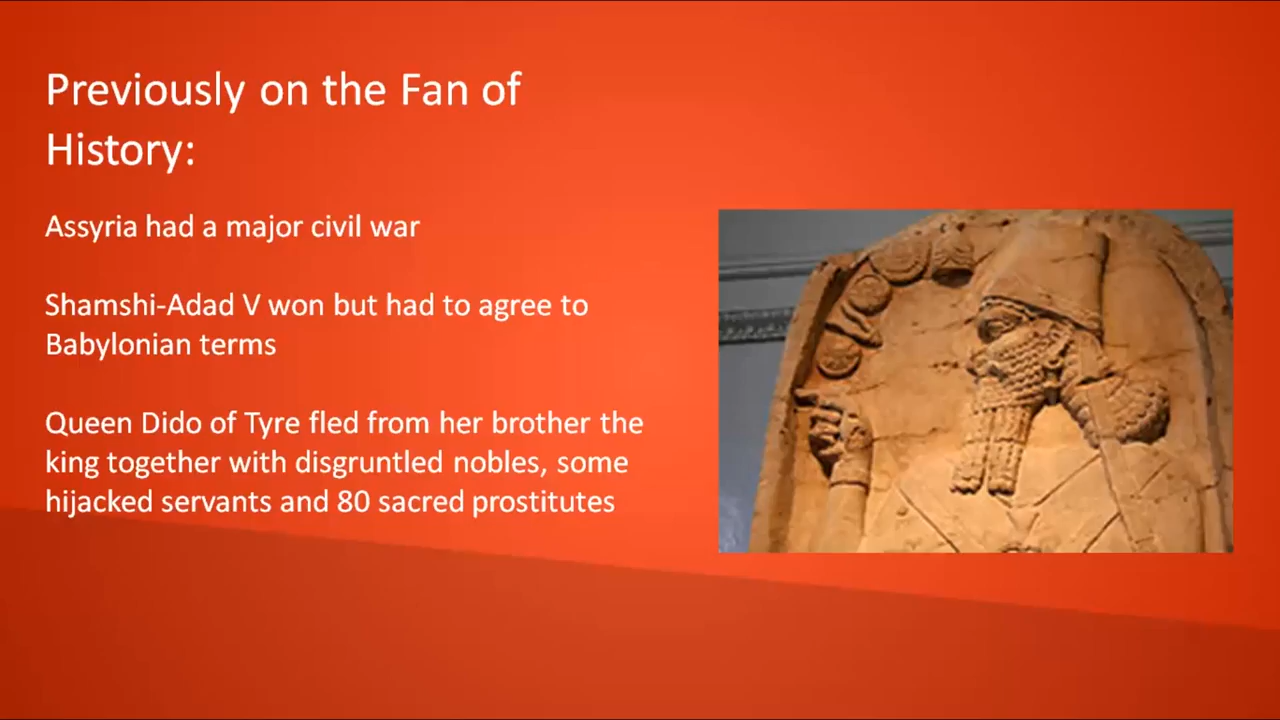 Previously on the Fan of
History:
Assyria had a major civil war
Shamshi-Adad V won but had to agree to
Babylonian terms
Queen Dido of Tyre fled from her brother the
king together with disgruntled nobles, some
hijacked servants and 80 sacred prostitutes